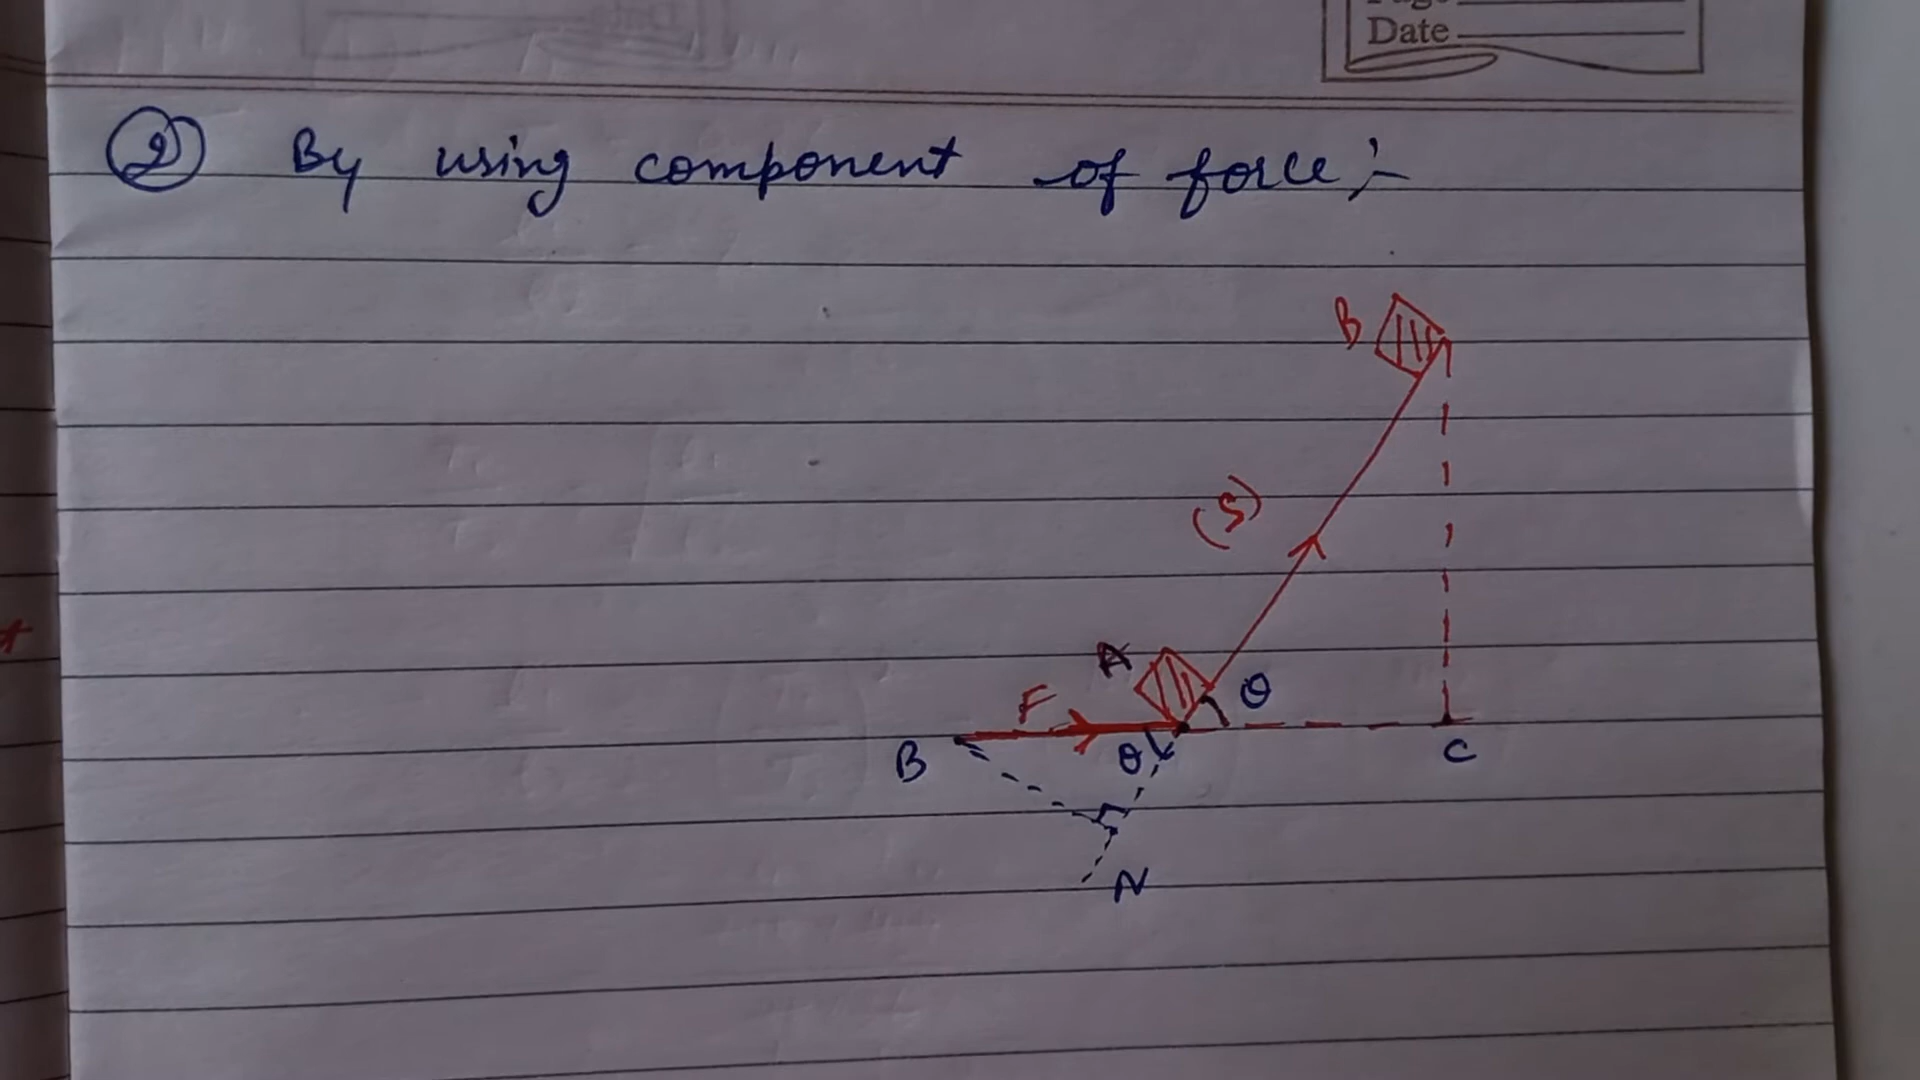 Date
② By using component of force :-
B
(S)
A
F
θ
B
θ
C
N